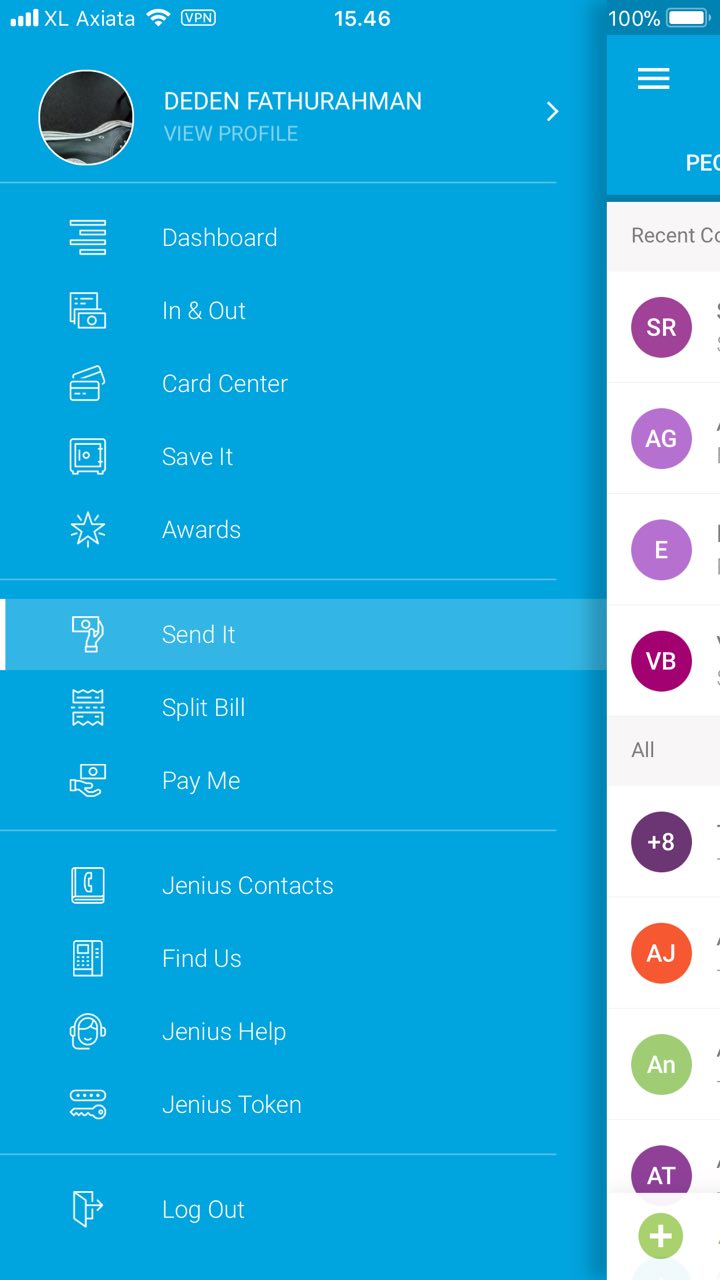 XL Axiata VPN 15.46 100%
DEDEN FATHURAHMAN
VIEW PROFILE
Dashboard
In & Out
Card Center
Save It
Awards
Send It
Split Bill
Pay Me
Jenius Contacts
Find Us
Jenius Help
Jenius Token
Log Out
Recent
SR
AG
E
VB
All
+8
AJ
An
AT